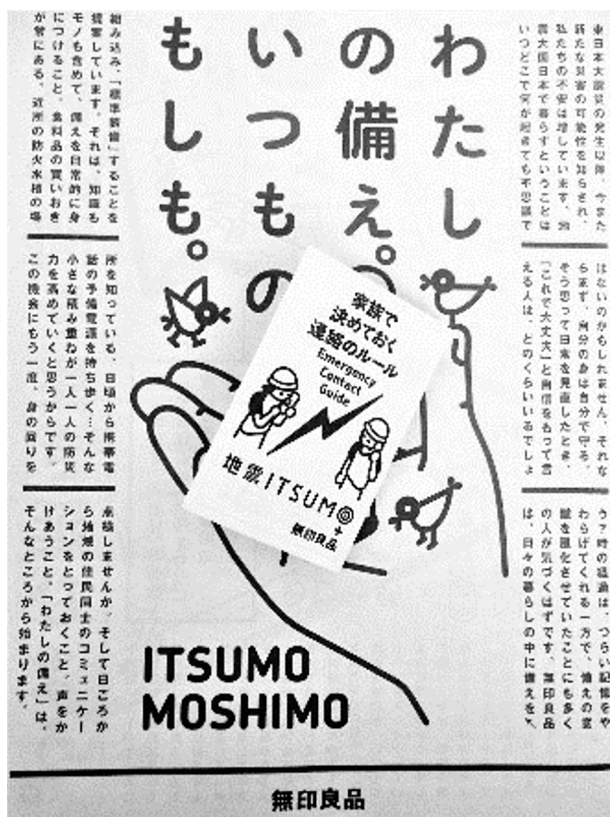 わたし
の備え。
いつもの
もしも。
東日本大震災の発生以降、今また
新たな災害の可能性を知らされ、
私たちの不安は増しています。地
震大国日本で暮らすということは
いつどこで何が起きても不思議で
はないのかもしれません。それな
らまず、自分の身は自分で守る。
そう思って日常を見直したとき、
「これで大丈夫」と自信をもって言
える人は、どのくらいいるでしょ
う?時の経過は、つらい記憶をや
わらげてくれる一方で、備えの意
識を風化させていたことにも多く
の人が気づくはずです。無印良品
は、日々の暮らしの中に備えを
組み込み、「標準装備」することを
提案しています。それは、知識も
モノも含めて、備えを日常的に身
につけること。食料品の買いおき
が常にある、近所の防火水槽の場
所を知っている、日頃から携帯電
話の予備電源を持ち歩く…そんな
小さな積み重ねが一人一人の防災
力を高めていくと思うからです。
この機会にもう一度、身の回りを
点検しませんか。そして日ごろか
ら地域の住民同士のコミュニケー
ションをとっておくこと、声をか
けあうこと。「わたしの備え」は、
そんなところから始まります。
家族で
決めておく
連絡のルール
Emergency
Contact
Guide
地震ITSUMO
+
無印良品
ITSUMO
MOSHIMO
無印良品